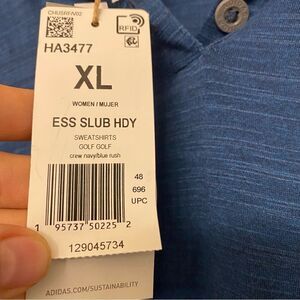 RFID
HA3477
XL
WOMEN / MUJER
ESS SLUB HDY
SWEATSHIRTS
GOLF GOLF
crew navy/blue rush
48
696
UPC
1 95737 50225 2
129045734
ADIDAS.COM/SUSTAINABILITY